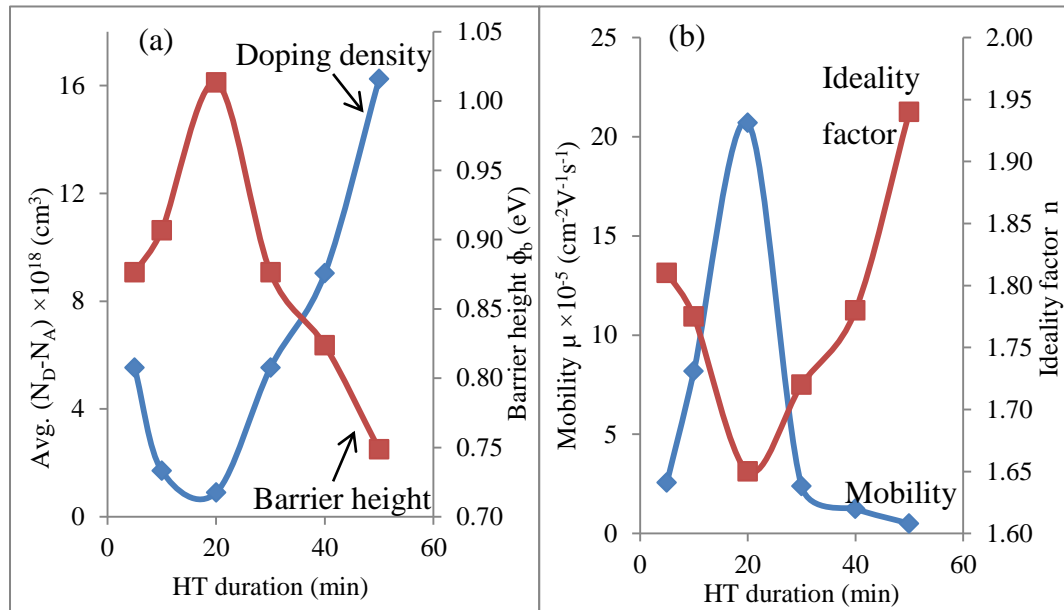 (a)
Doping density
Barrier height
Avg. (N_D-N_A) ×10^18 (cm^3)
16
12
8
4
0
1.05
1.00
0.95
0.90
0.85
0.80
0.75
0.70
Barrier height ϕ_b (eV)
0 20 40 60
HT duration (min)
(b)
Ideality
factor
Mobility
Mobility µ × 10^-5 (cm^-2V^-1s^-1)
25
20
15
10
5
0
2.00
1.95
1.90
1.85
1.80
1.75
1.70
1.65
1.60
Ideality factor n
0 20 40 60
HT duration (min)